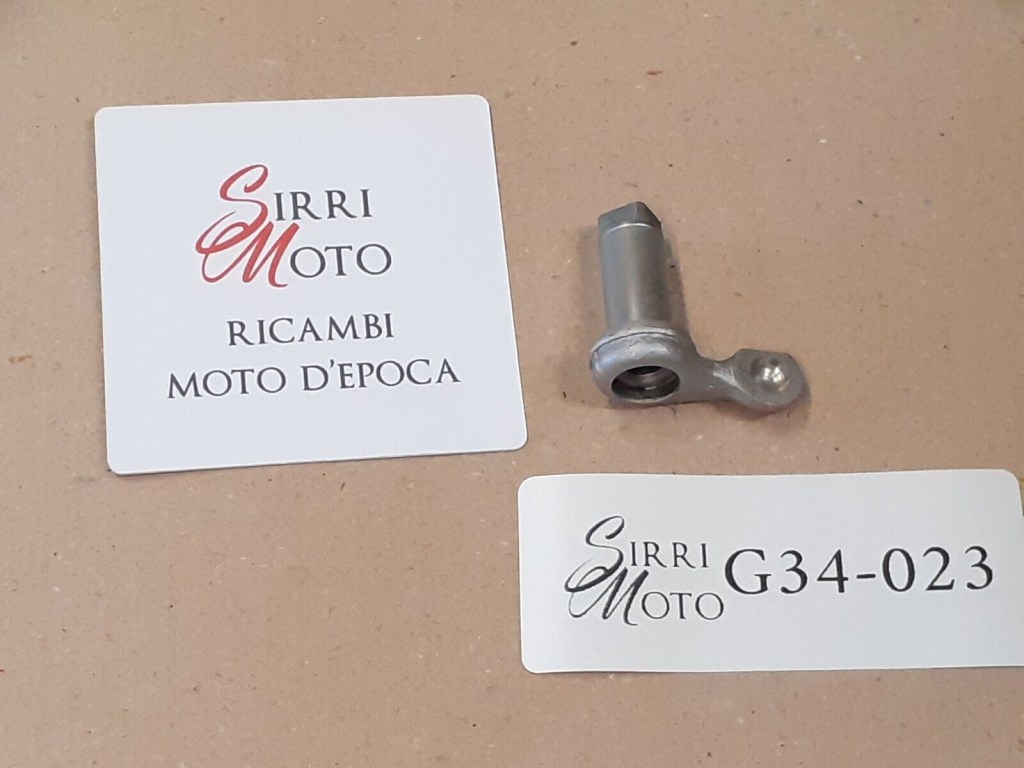 SIRRI
MOTO
RICAMBI
MOTO D'EPOCA
SIRRI
MOTO
G34-023